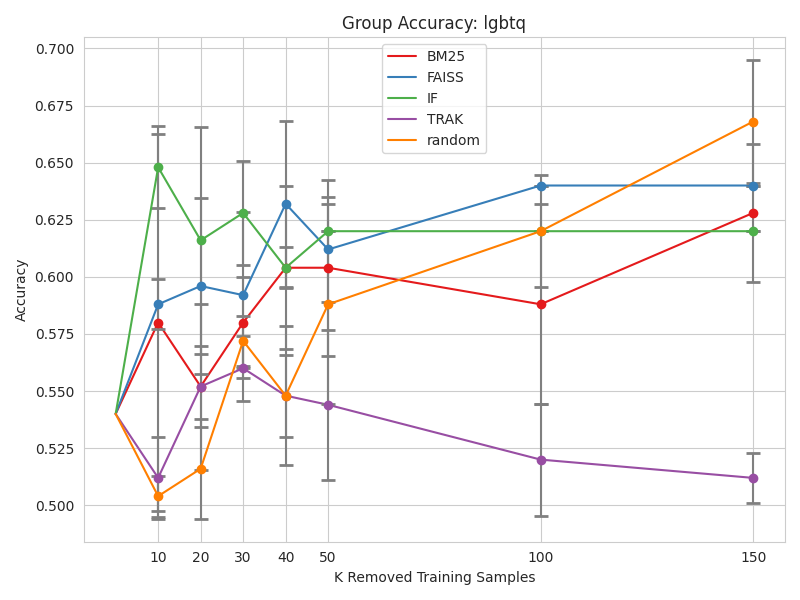 Group Accuracy: lgbtq
BM25
FAISS
IF
TRAK
random
Accuracy
0.700
0.675
0.650
0.625
0.600
0.575
0.550
0.525
0.500
10 20 30 40 50 100 150
K Removed Training Samples